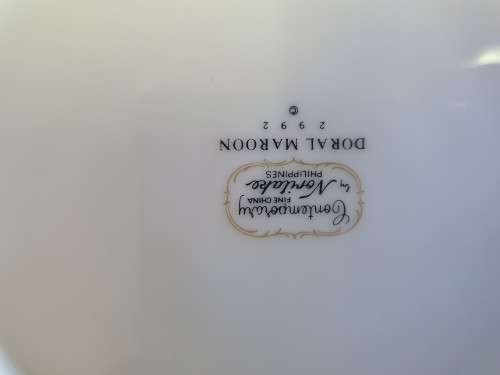 Contemporary
FINE CHINA
by Noritake
PHILIPPINES
DORAL MAROON
2992
©